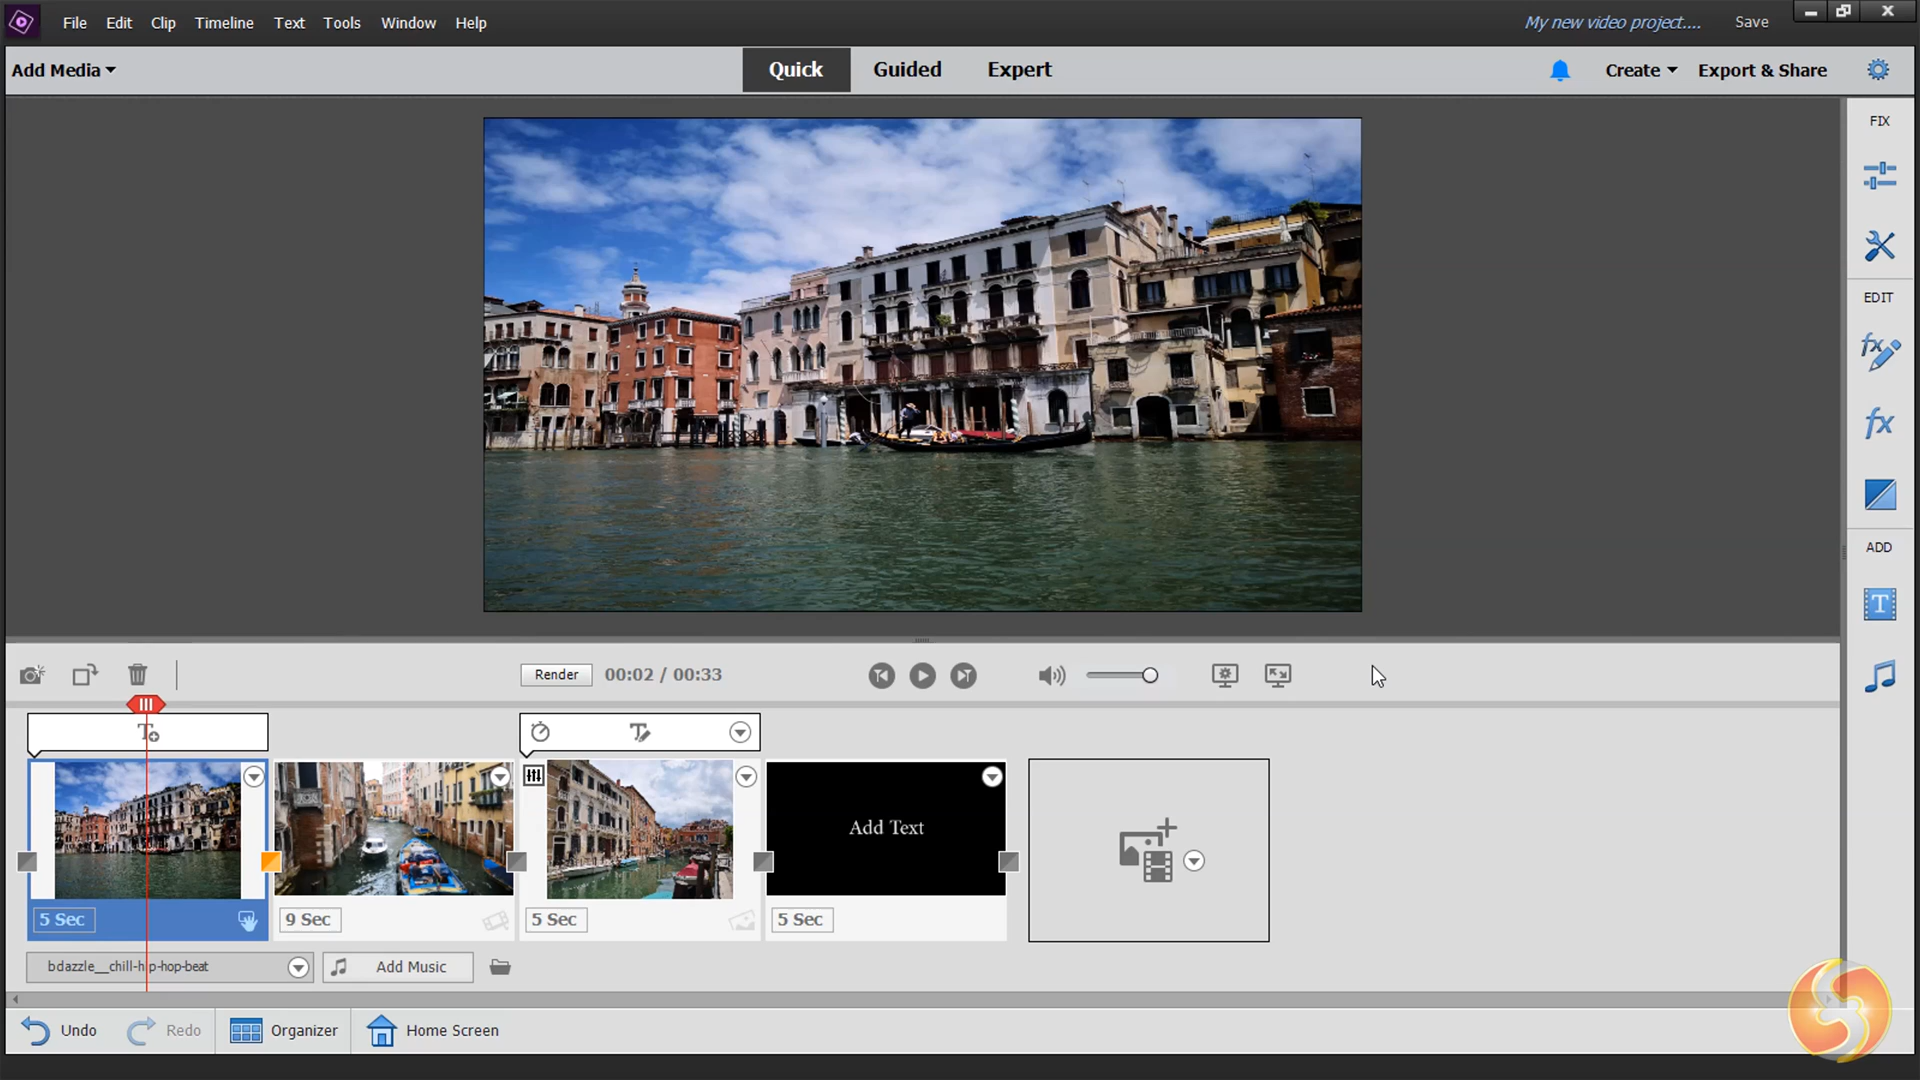 File Edit Clip Timeline Text Tools Window Help My new video project.... Save
Add Media Quick Guided Expert Create Export & Share
FIX
EDIT
fx
fx
ADD
T
Render 00:02 / 00:33
Add Text
5 Sec 9 Sec 5 Sec 5 Sec
bdazzle__chill-hip-hop-beat Add Music
Undo Redo Organizer Home Screen